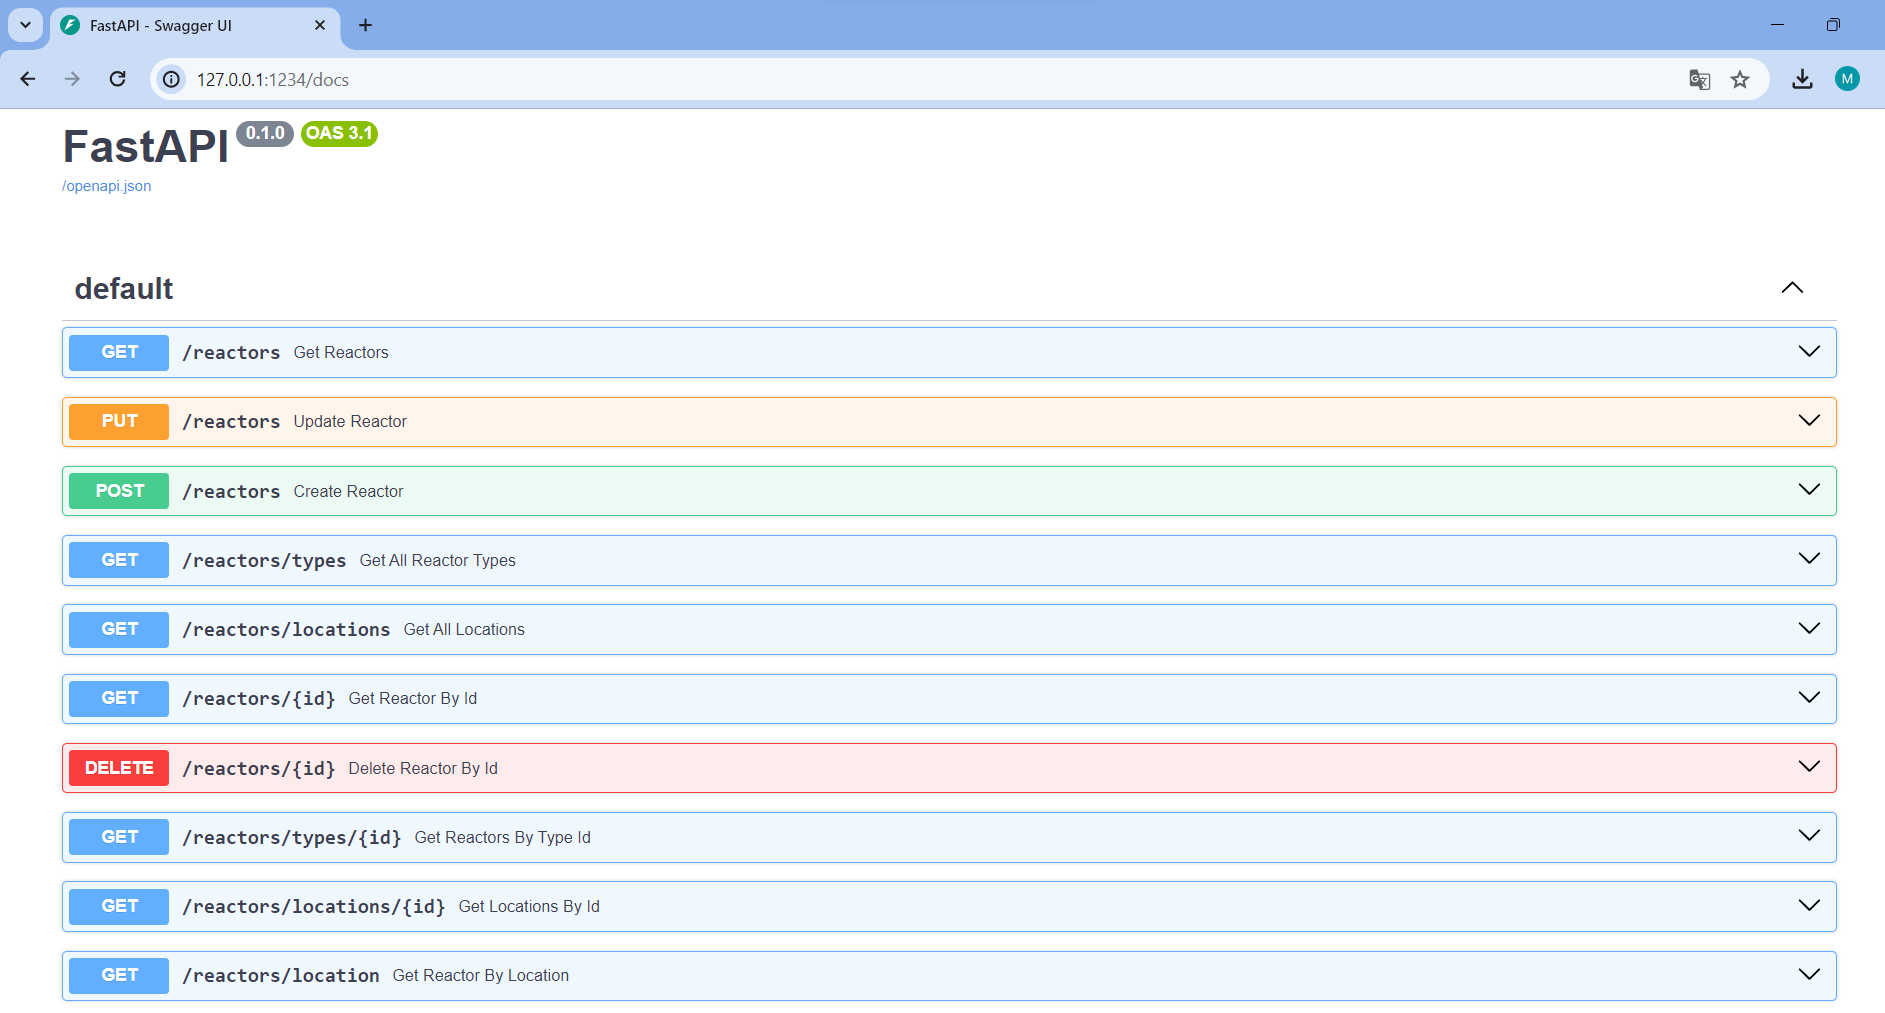 FastAPI - Swagger UI
127.0.0.1:1234/docs
M
FastAPI 0.1.0 OAS 3.1
/openapi.json
default
GET /reactors Get Reactors
PUT /reactors Update Reactor
POST /reactors Create Reactor
GET /reactors/types Get All Reactor Types
GET /reactors/locations Get All Locations
GET /reactors/{id} Get Reactor By Id
DELETE /reactors/{id} Delete Reactor By Id
GET /reactors/types/{id} Get Reactors By Type Id
GET /reactors/locations/{id} Get Locations By Id
GET /reactors/location Get Reactor By Location